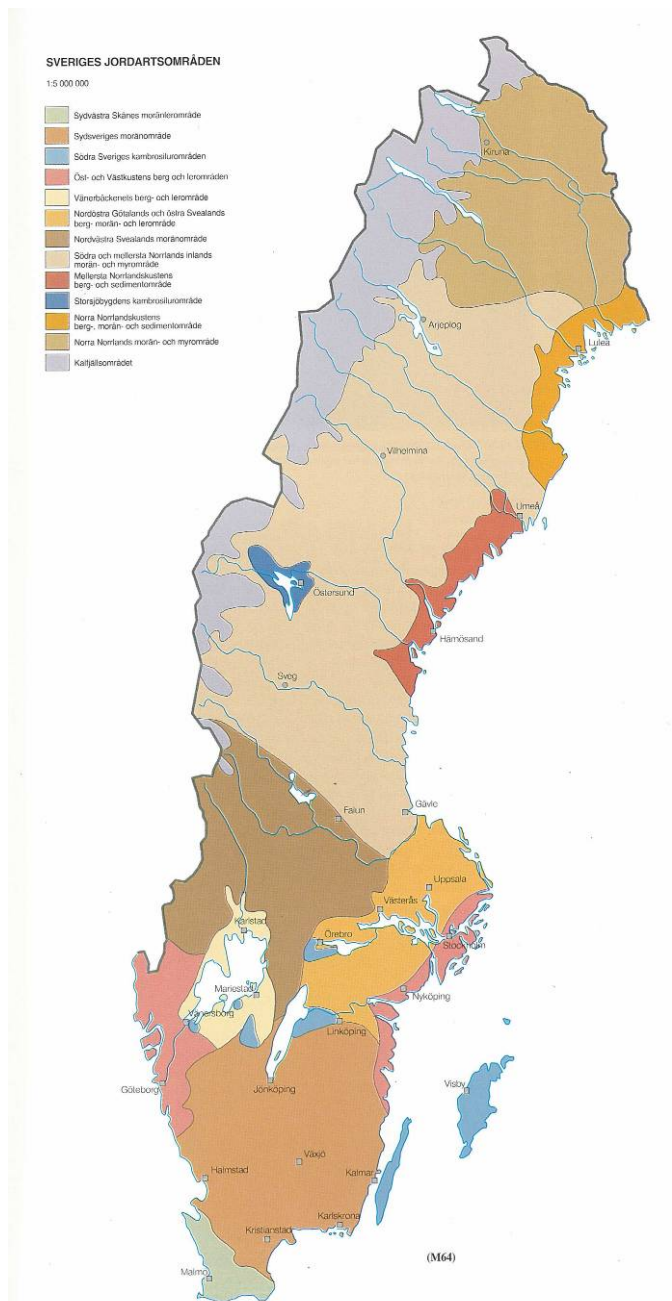 SVERIGES JORDARTSOMRÅDEN
1:5 000 000
Sydvästra Skånes moränlerområde
Sydsveriges moränområde
Södra Sveriges kambrosilurområden
Öst- och Västkustens berg och lerområden
Vänerbäckenets berg- och lerområde
Nordöstra Götalands och östra Svealands
berg- morän- och lerområde
Nordvästra Svealands moränområde
Södra och mellersta Norrlands inlands
morän- och myrområde
Mellersta Norrlandskustens
berg- och sedimentområde
Storsjöbygdens kambrosilurområde
Norra Norrlandskustens
berg-, morän- och sedimentområde
Norra Norrlands morän- och myrområde
Kalfjällsområdet
Kiruna
Arjeplog
Luleå
Vilhelmina
Umeå
Östersund
Härnösand
Sveg
Falun
Gävle
Uppsala
Västerås
Karlstad
Örebro
Stockholm
Mariestad
Nyköping
Vänersborg
Linköping
Göteborg
Jönköping
Visby
Växjö
Halmstad
Kalmar
Karlskrona
Kristianstad
(M64)
Malmö